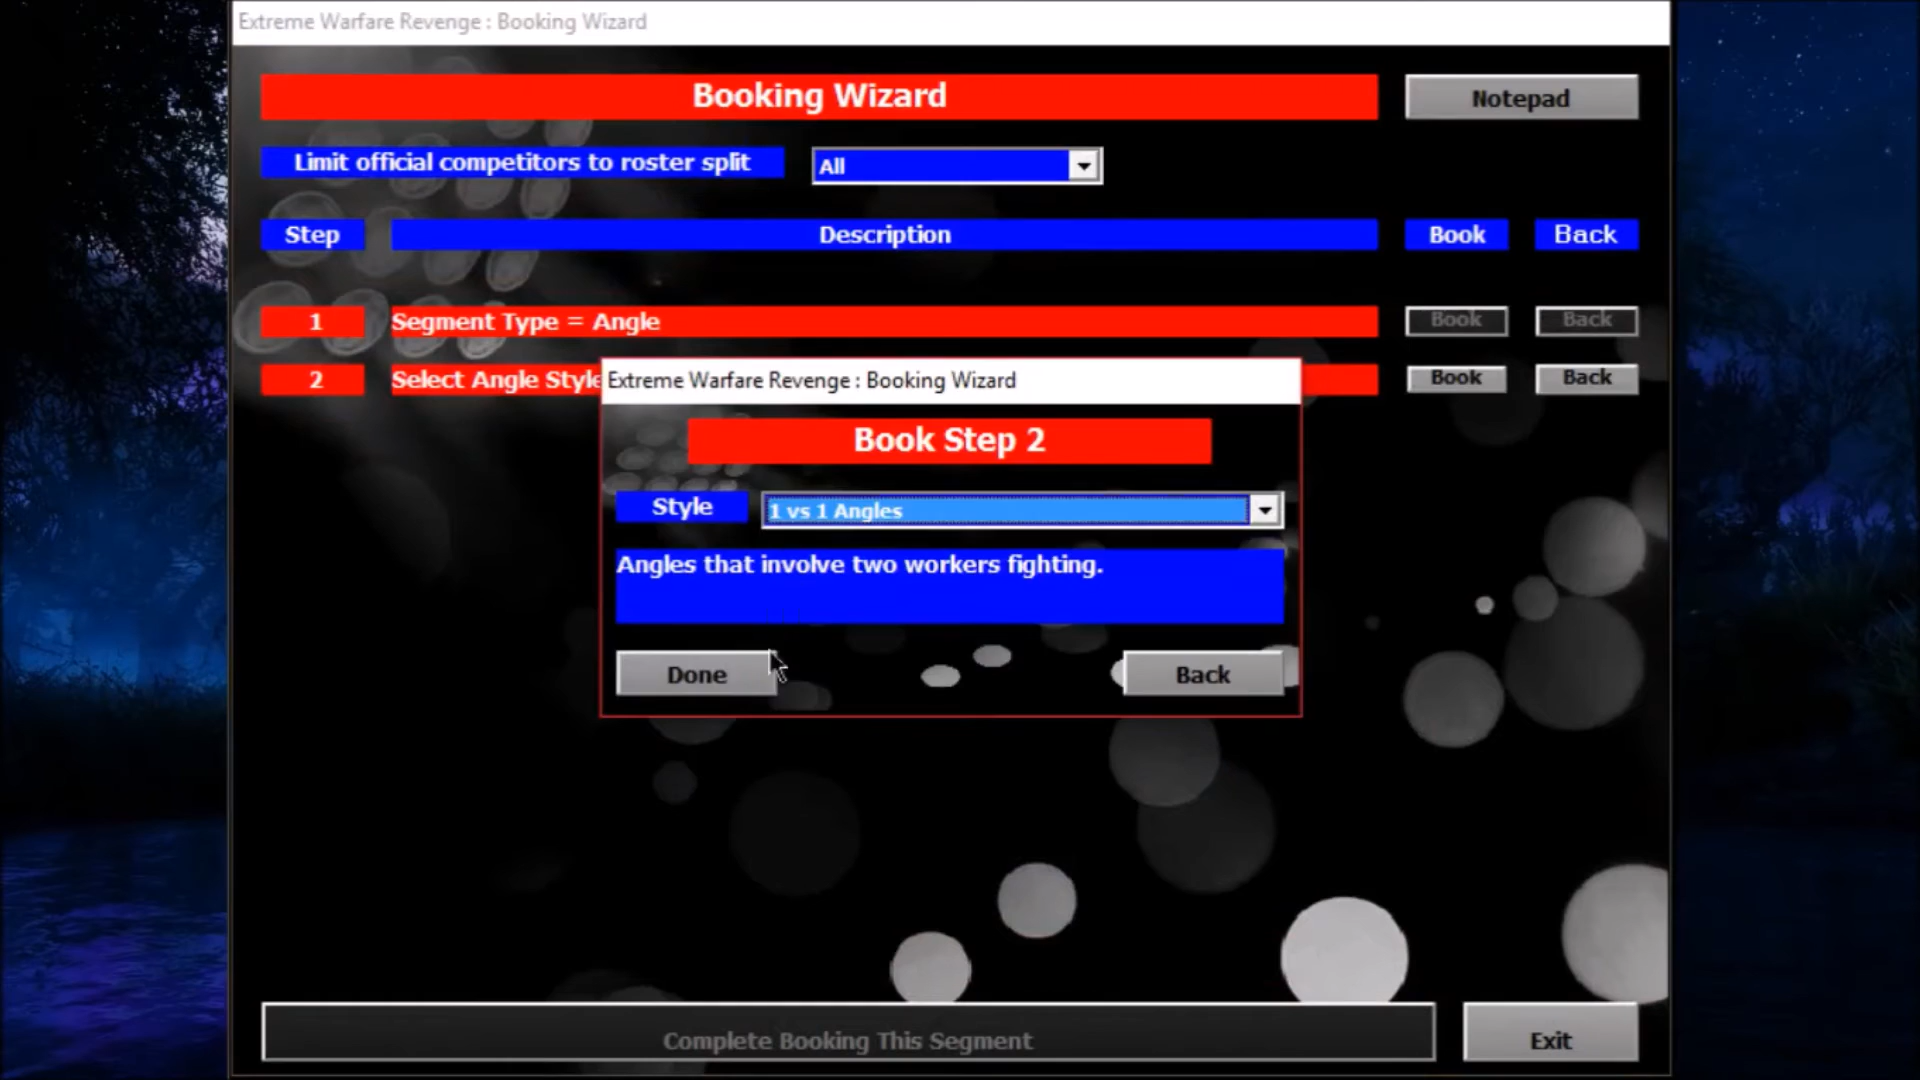 Extreme Warfare Revenge : Booking Wizard
Booking Wizard
Notepad
Limit official competitors to roster split
All
Step
Description
Book
Back
1
Segment Type = Angle
Book
Back
2
Select Angle Style
Book
Back
Extreme Warfare Revenge : Booking Wizard
Book Step 2
Style
1 vs 1 Angles
Angles that involve two workers fighting.
Done
Back
Complete Booking This Segment
Exit